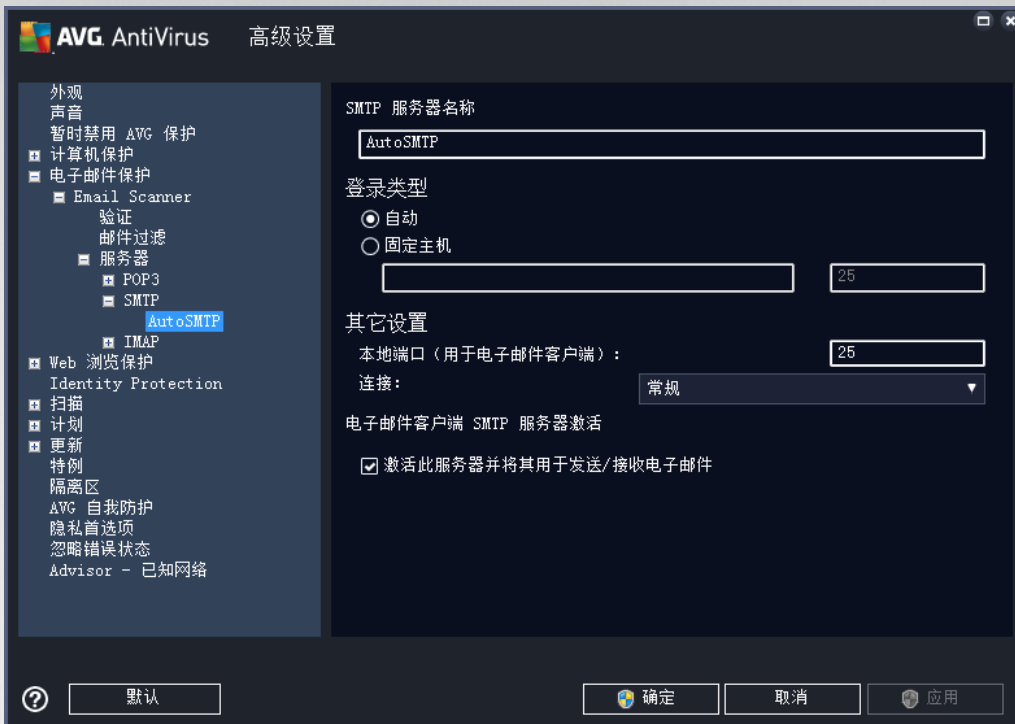 AVG. AntiVirus 高级设置
外观
声音
暂时禁用 AVG 保护
计算机保护
电子邮件保护
Email Scanner
验证
邮件过滤
服务器
POP3
SMTP
AutoSMTP
IMAP
Web 浏览保护
Identity Protection
扫描
计划
更新
特例
隔离区
AVG 自我防护
隐私首选项
忽略错误状态
Advisor - 已知网络
SMTP 服务器名称
AutoSMTP
登录类型
自动
固定主机
25
其它设置
本地端口（用于电子邮件客户端）: 25
连接: 常规
电子邮件客户端 SMTP 服务器激活
激活此服务器并将其用于发送/接收电子邮件
? 默认 确定 取消 应用